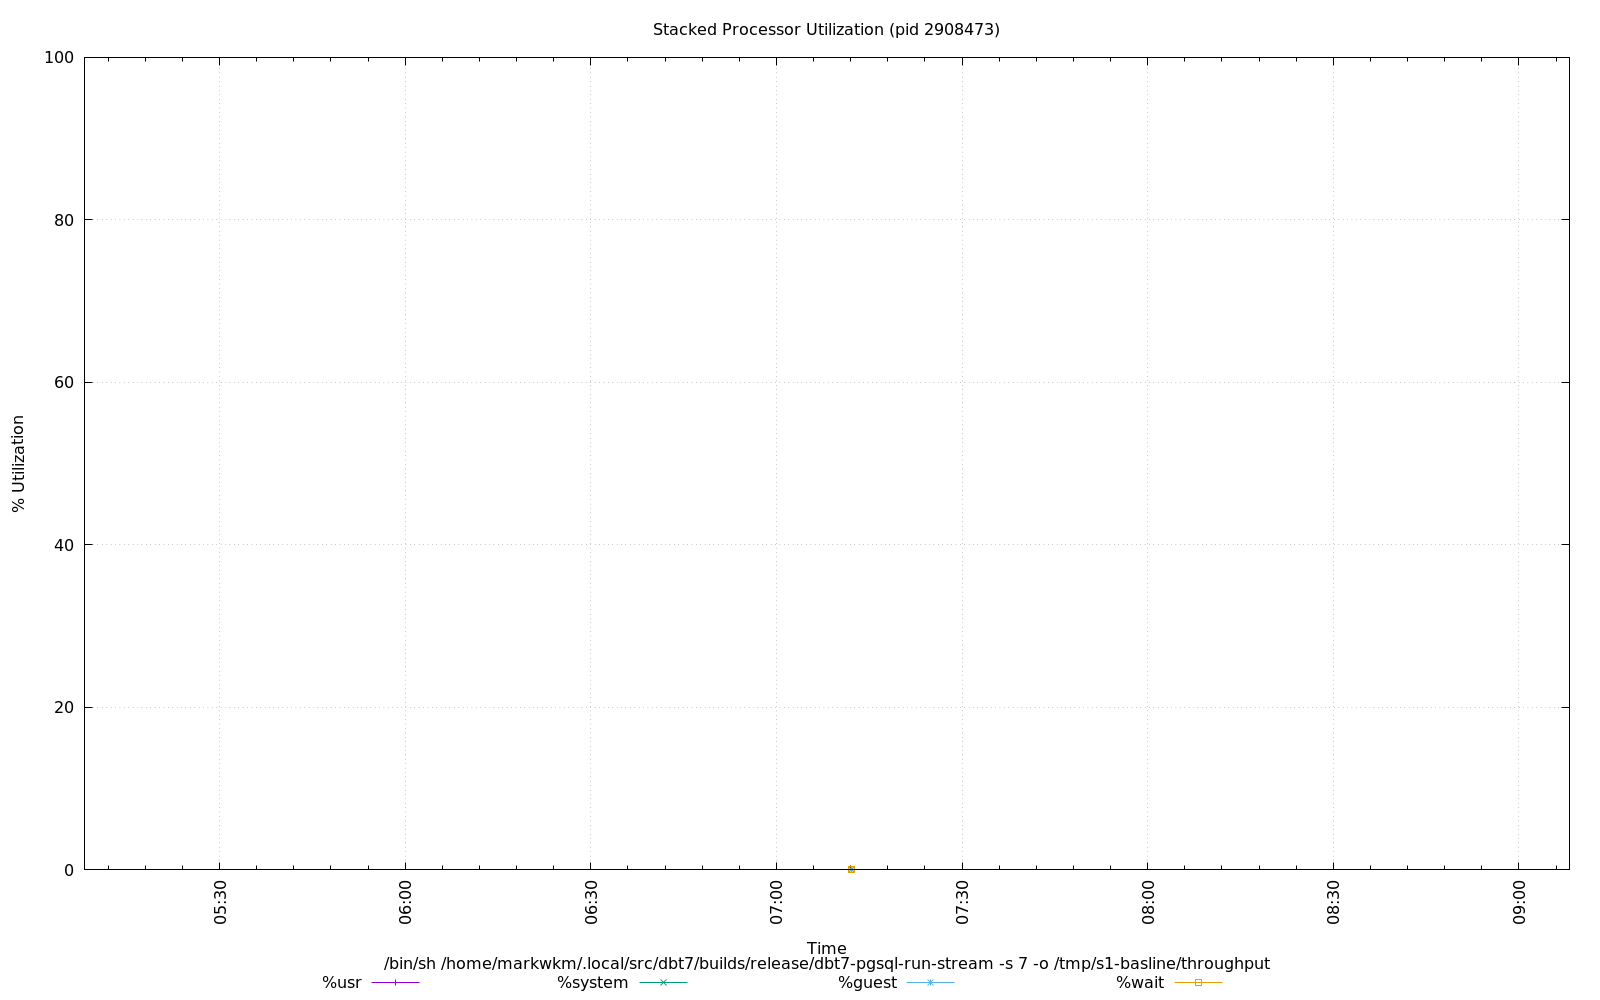 Stacked Processor Utilization (pid 2908473)
100
80
60
40
20
0
% Utilization
05:30
06:00
06:30
07:00
07:30
08:00
08:30
09:00
Time
/bin/sh /home/markwkm/.local/src/dbt7/builds/release/dbt7-pgsql-run-stream -s 7 -o /tmp/s1-basline/throughput
%usr %system %guest %wait